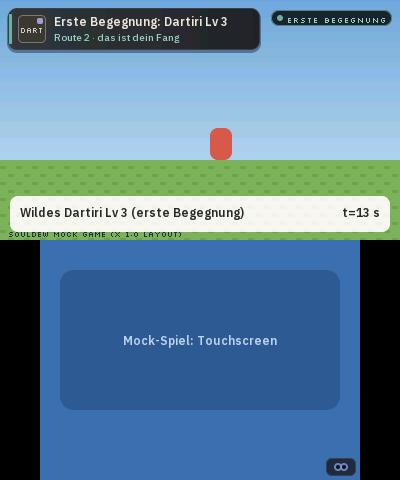 DART
Erste Begegnung: Dartiri Lv 3
Route 2 · das ist dein Fang
ERSTE BEGEGNUNG
Wildes Dartiri Lv 3 (erste Begegnung)
t=13 s
SOULDEW MOCK GAME (X 1.0 LAYOUT)
Mock-Spiel: Touchscreen